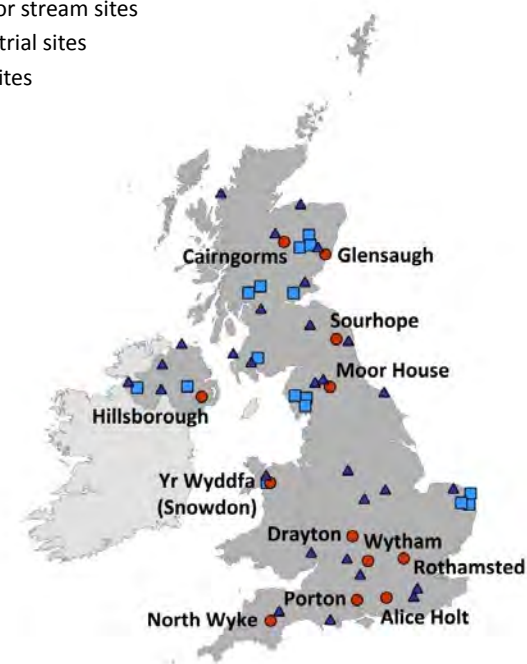 or stream sites
trial sites
ites
Cairngorms
Glensaugh
Sourhope
Moor House
Hillsborough
Yr Wyddfa
(Snowdon)
Drayton
Wytham
Rothamsted
Porton
Alice Holt
North Wyke